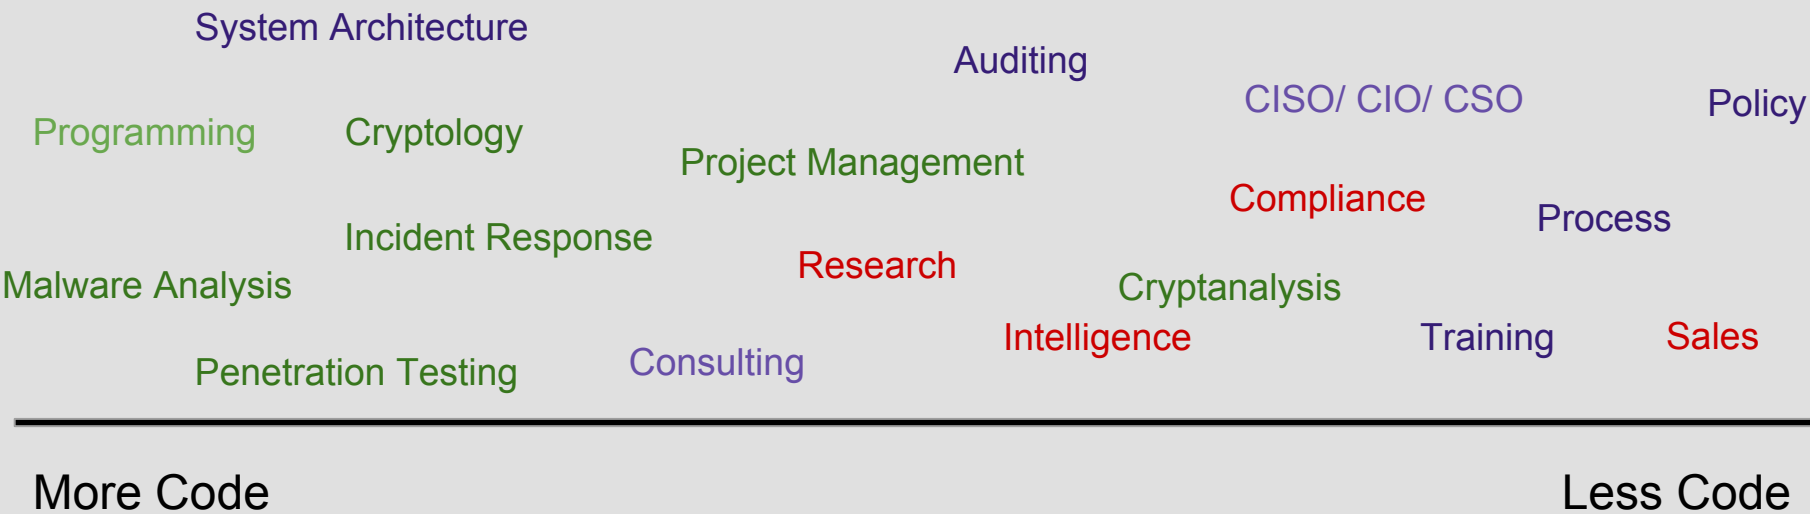 System Architecture
Auditing
CISO/ CIO/ CSO
Policy
Programming
Cryptology
Project Management
Compliance
Process
Incident Response
Research
Malware Analysis
Cryptanalysis
Intelligence
Training
Sales
Penetration Testing
Consulting
More Code
Less Code